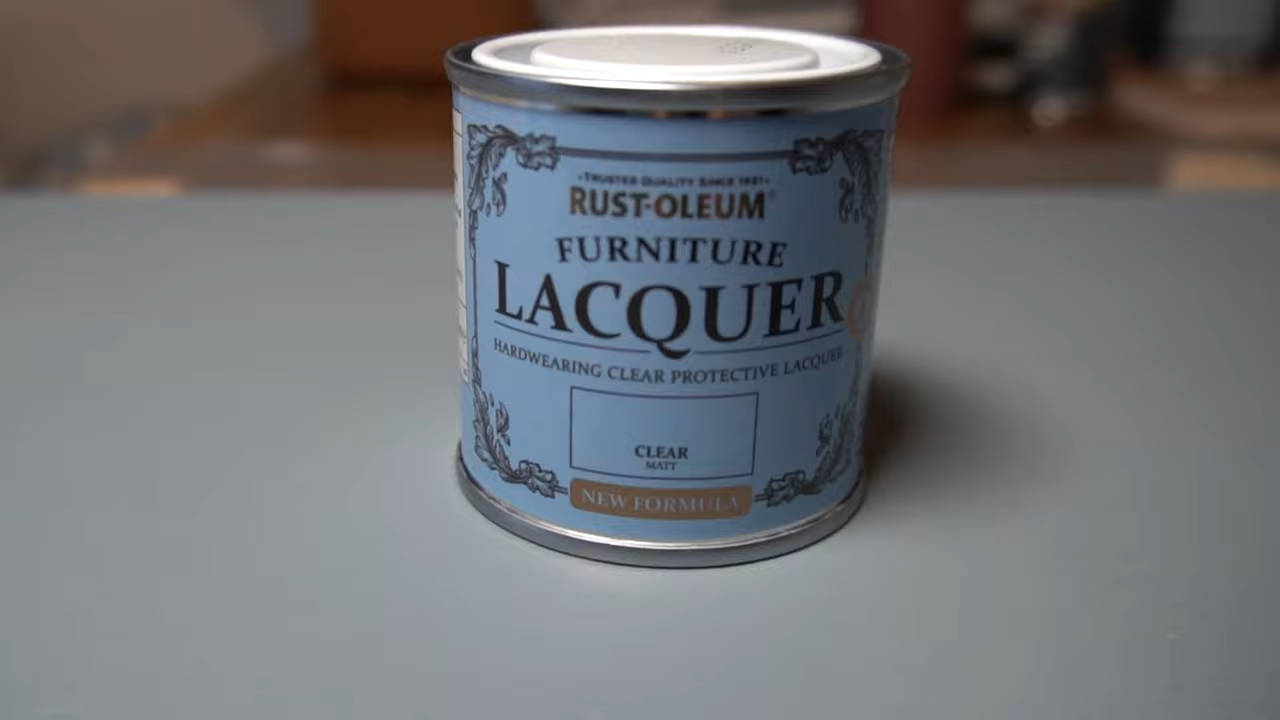 ·TRUSTED QUALITY SINCE 1921·
RUST-OLEUM®
FURNITURE
LACQUER
HARDWEARING CLEAR PROTECTIVE LACQUER
CLEAR
MATT
NEW FORMULA